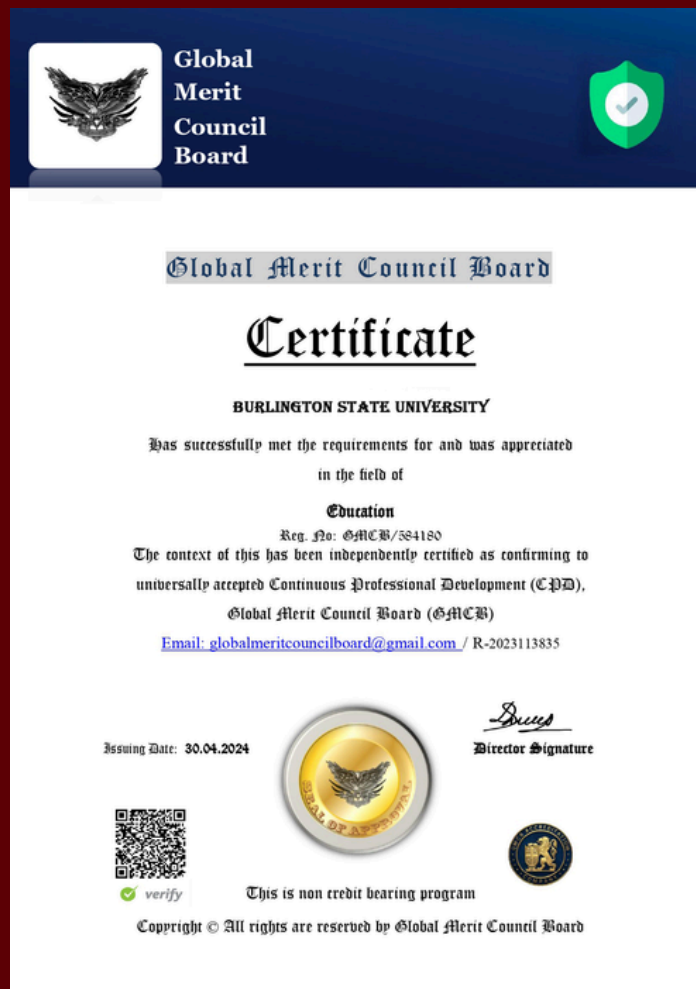 Global
Merit
Council
Board
Global Merit Council Board
Certificate
BURLINGTON STATE UNIVERSITY
Has successfully met the requirements for and was appreciated
in the field of
Education
Reg. No: GMCB/584180
The context of this has been independently certified as confirming to
universally accepted Continuous Professional Development (CPD),
Global Merit Council Board (GMCB)
Email: globalmeritcouncilboard@gmail.com / R-2023113835
Issuing Date: 30.04.2024
SEAL OF APPROVAL
Director Signature
verify
This is non credit bearing program
Copyright © All rights are reserved by Global Merit Council Board